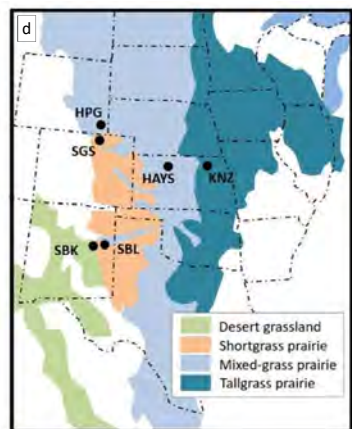 d
HPG
SGS
HAYS
KNZ
SBK
SBL
Desert grassland
Shortgrass prairie
Mixed-grass prairie
Tallgrass prairie